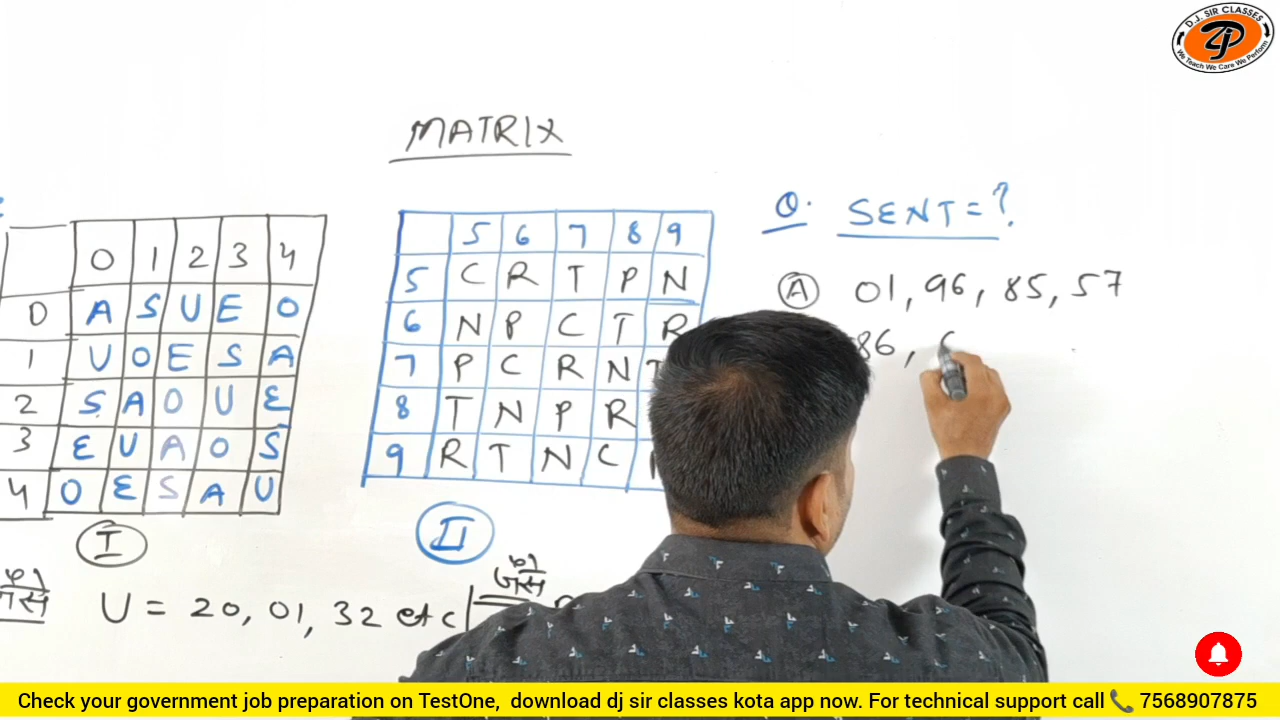 D.J. SIR CLASSES
We Teach We Care We Perform
MATRIX
0 1 2 3 4
0 A S U E O
1 U O E S A
2 S A O U E
3 E U A O S
4 O E S A U
I
5 6 7 8 9
5 C R T P N
6 N P C T R
7 P C R N T
8 T N P R
9 R T N C
II
Q. SENT = ?
A 01, 96, 85, 57
86, 6
U = 20, 01, 32 etc
जैसे
Check your government job preparation on TestOne, download dj sir classes kota app now. For technical support call 📞 7568907875